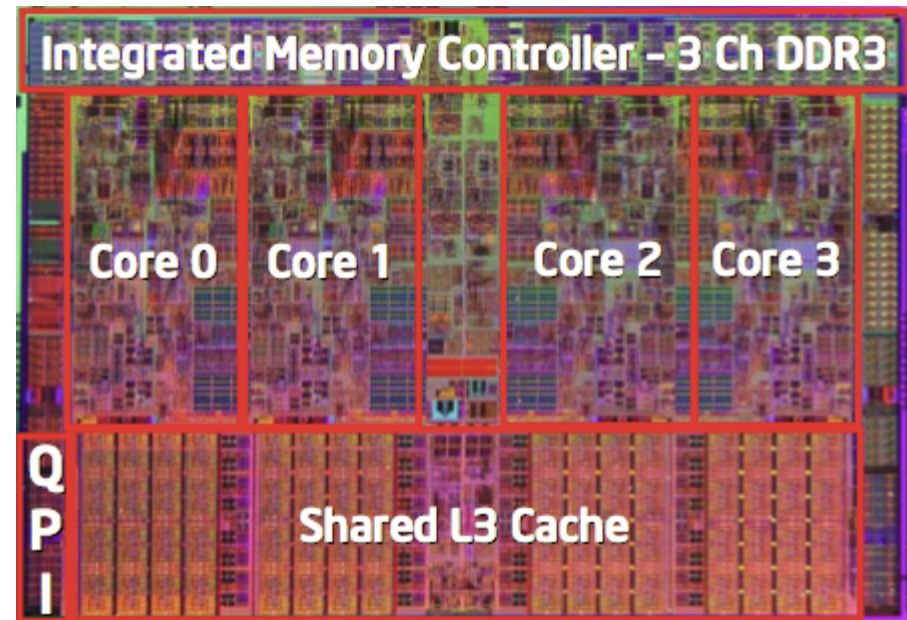 Integrated Memory Controller – 3 Ch DDR3
Core 0
Core 1
Core 2
Core 3
Q
P
I
Shared L3 Cache